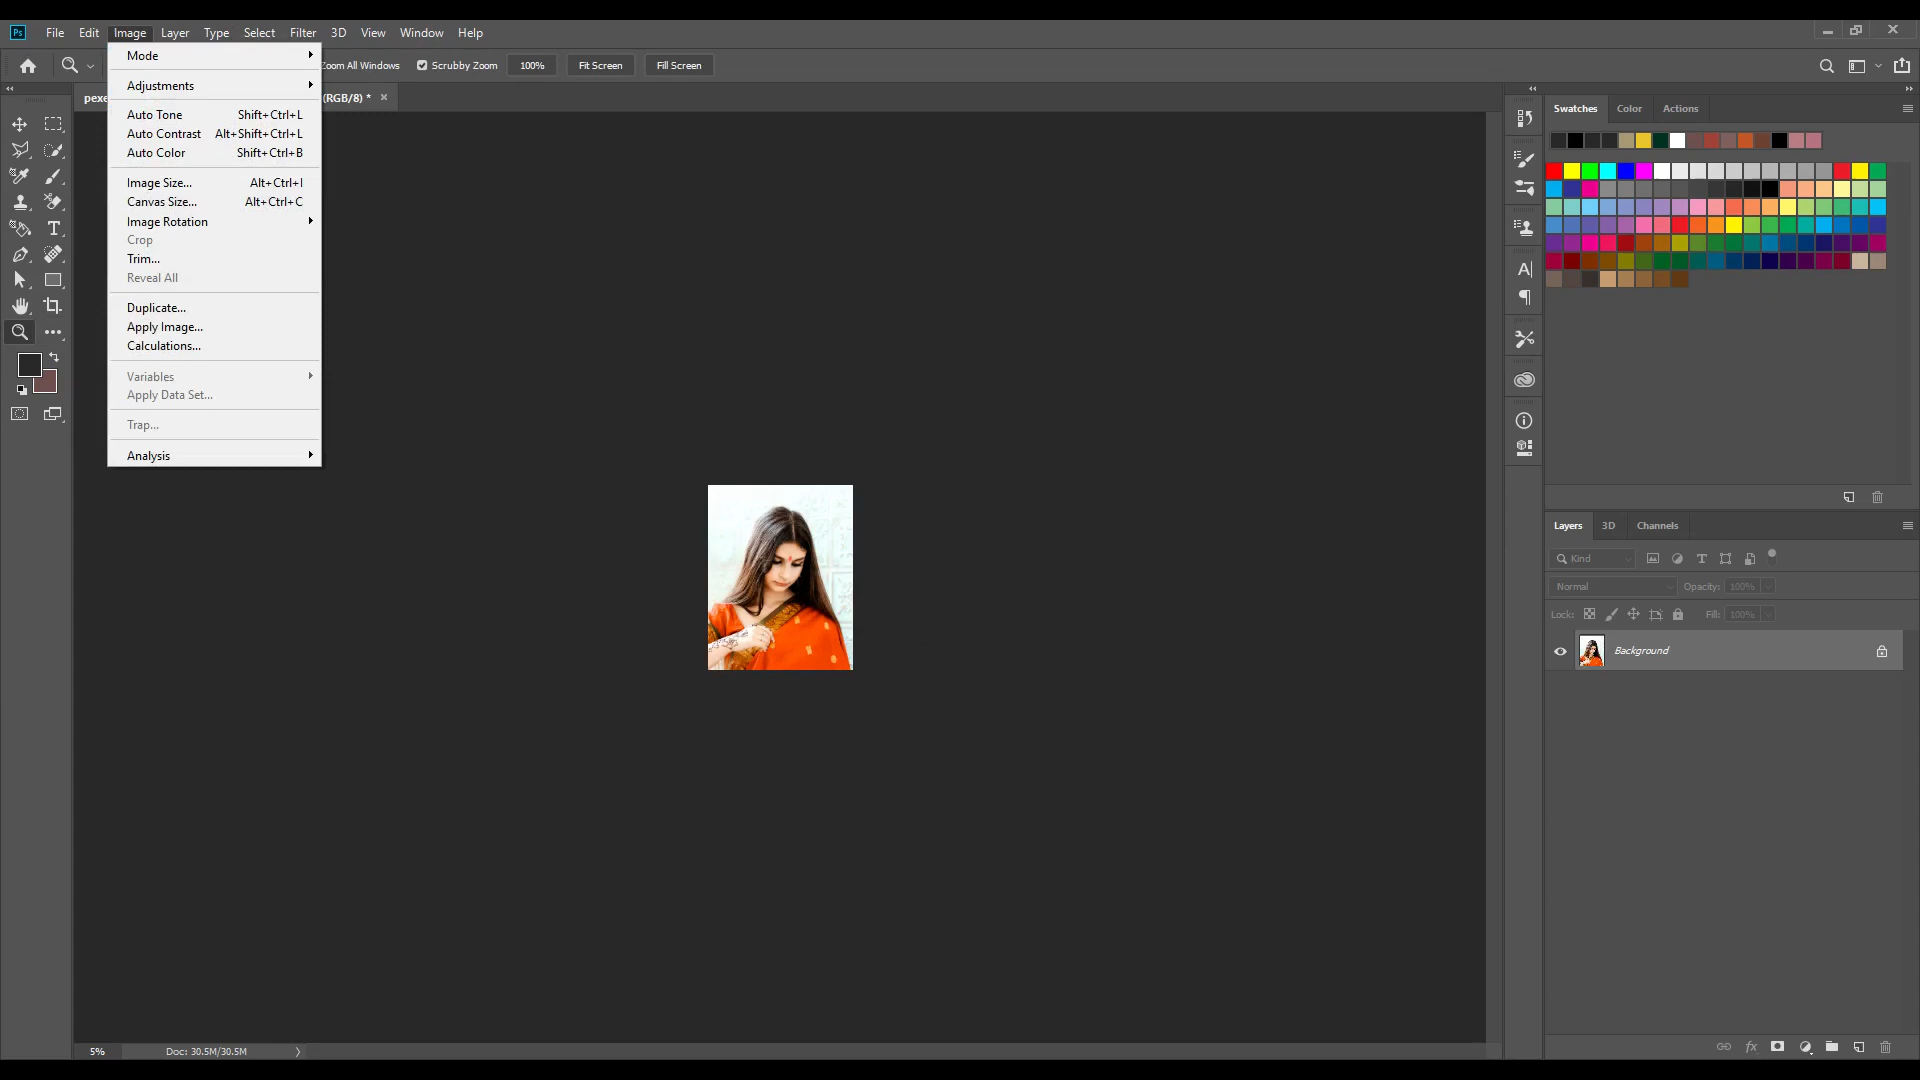 Ps File Edit Image Layer Type Select Filter 3D View Window Help
Zoom All Windows Scrubby Zoom 100% Fit Screen Fill Screen
(RGB/8) * ×
Mode
Adjustments
Auto Tone Shift+Ctrl+L
Auto Contrast Alt+Shift+Ctrl+L
Auto Color Shift+Ctrl+B
Image Size... Alt+Ctrl+I
Canvas Size... Alt+Ctrl+C
Image Rotation
Crop
Trim...
Reveal All
Duplicate...
Apply Image...
Calculations...
Variables
Apply Data Set...
Trap...
Analysis
Swatches Color Actions
Layers 3D Channels
Kind
Normal Opacity: 100%
Lock: Fill: 100%
Background
fx
5% Doc: 30.5M/30.5M